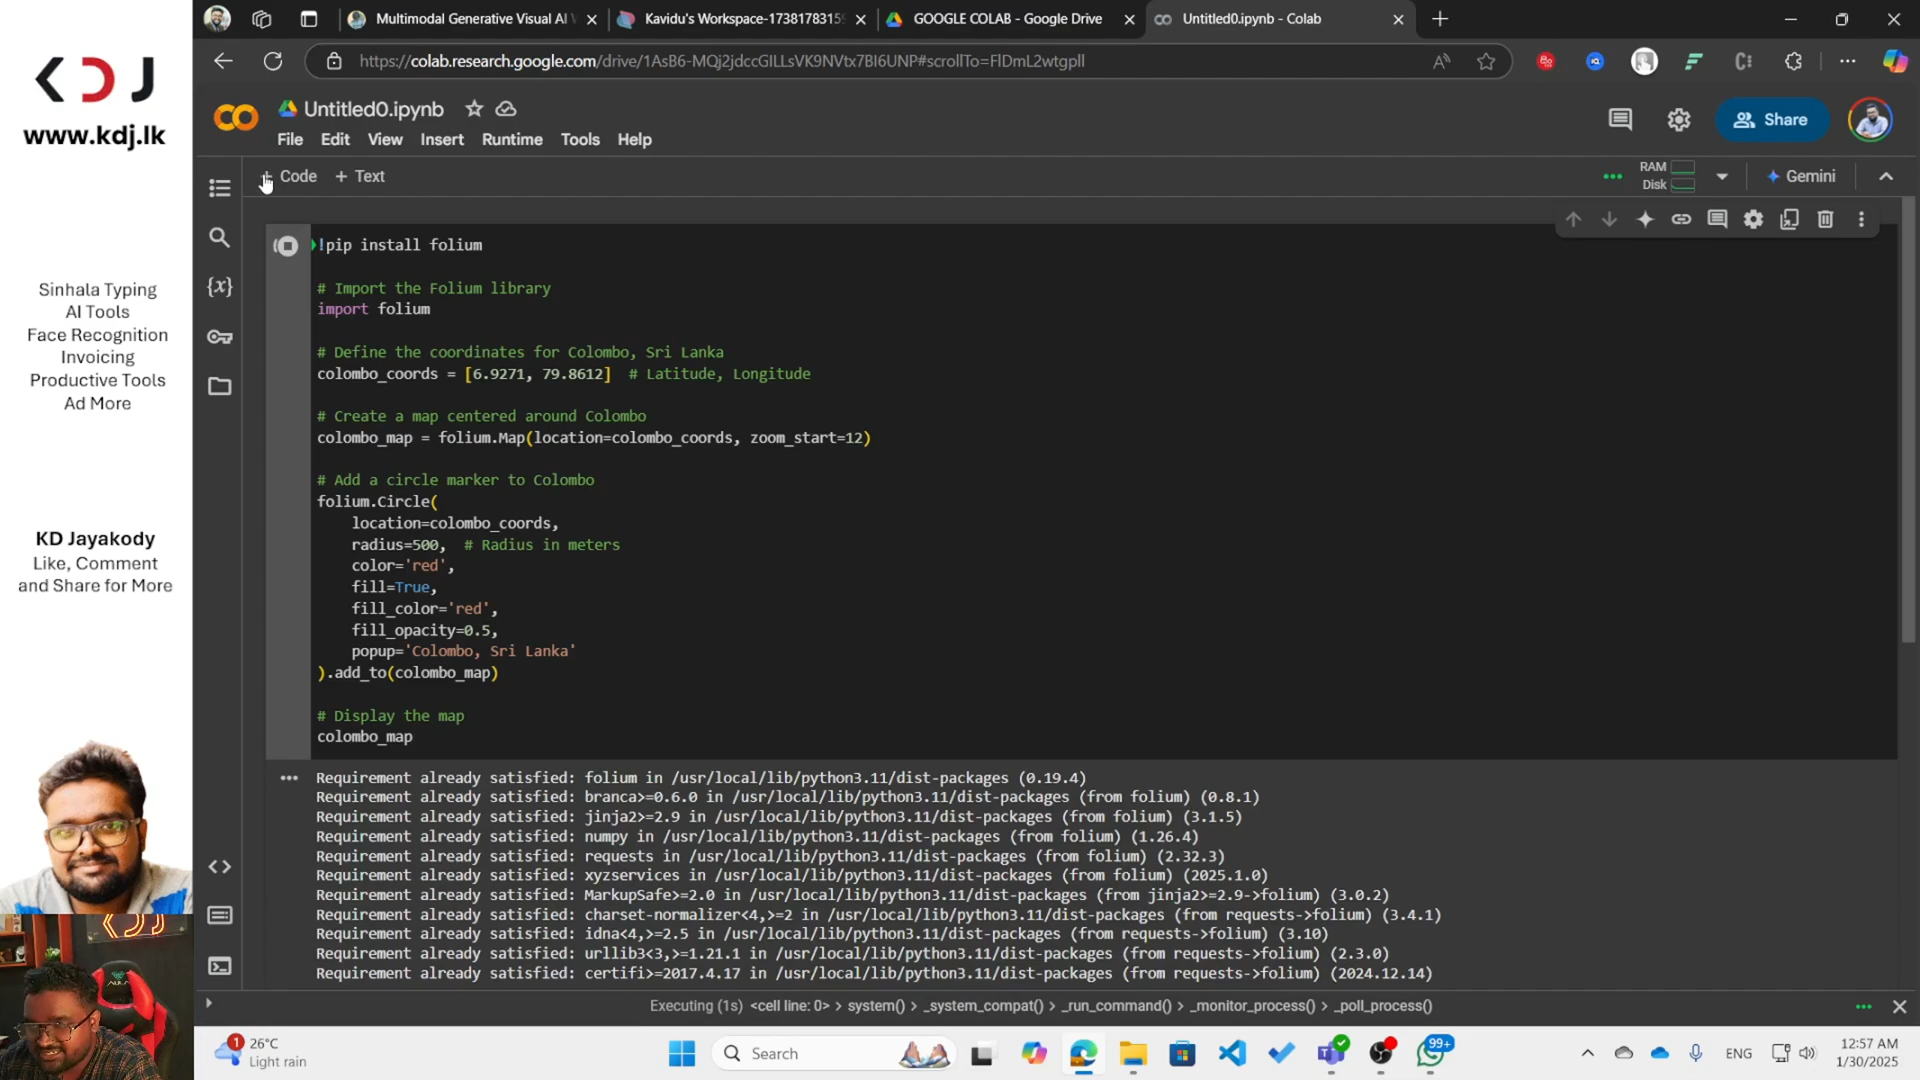 KDJ
www.kdj.lk
Sinhala Typing
AI Tools
Face Recognition
Invoicing
Productive Tools
Ad More
KD Jayakody
Like, Comment
and Share for More
Multimodal Generative Visual AI
Kavidu's Workspace-1738178315
GOOGLE COLAB - Google Drive
Untitled0.ipynb - Colab
https://colab.research.google.com/drive/1AsB6-MQj2jdccGILLsVK9NVtx7BI6UNP#scrollTo=FlDmL2wtgpll
Untitled0.ipynb
File Edit View Insert Runtime Tools Help
Share
+ Code + Text
RAM
Disk
Gemini
!pip install folium
# Import the Folium library
import folium
# Define the coordinates for Colombo, Sri Lanka
colombo_coords = [6.9271, 79.8612]  # Latitude, Longitude
# Create a map centered around Colombo
colombo_map = folium.Map(location=colombo_coords, zoom_start=12)
# Add a circle marker to Colombo
folium.Circle(
    location=colombo_coords,
    radius=500,  # Radius in meters
    color='red',
    fill=True,
    fill_color='red',
    fill_opacity=0.5,
    popup='Colombo, Sri Lanka'
).add_to(colombo_map)
# Display the map
colombo_map
Requirement already satisfied: folium in /usr/local/lib/python3.11/dist-packages (0.19.4)
Requirement already satisfied: branca>=0.6.0 in /usr/local/lib/python3.11/dist-packages (from folium) (0.8.1)
Requirement already satisfied: jinja2>=2.9 in /usr/local/lib/python3.11/dist-packages (from folium) (3.1.5)
Requirement already satisfied: numpy in /usr/local/lib/python3.11/dist-packages (from folium) (1.26.4)
Requirement already satisfied: requests in /usr/local/lib/python3.11/dist-packages (from folium) (2.32.3)
Requirement already satisfied: xyzservices in /usr/local/lib/python3.11/dist-packages (from folium) (2025.1.0)
Requirement already satisfied: MarkupSafe>=2.0 in /usr/local/lib/python3.11/dist-packages (from jinja2>=2.9->folium) (3.0.2)
Requirement already satisfied: charset-normalizer<4,>=2 in /usr/local/lib/python3.11/dist-packages (from requests->folium) (3.4.1)
Requirement already satisfied: idna<4,>=2.5 in /usr/local/lib/python3.11/dist-packages (from requests->folium) (3.10)
Requirement already satisfied: urllib3<3,>=1.21.1 in /usr/local/lib/python3.11/dist-packages (from requests->folium) (2.3.0)
Requirement already satisfied: certifi>=2017.4.17 in /usr/local/lib/python3.11/dist-packages (from requests->folium) (2024.12.14)
Executing (1s) <cell line: 0> > system() > _system_compat() > _run_command() > _monitor_process() > _poll_process()
1
26°C
Light rain
Search
99+
ENG
12:57 AM
1/30/2025